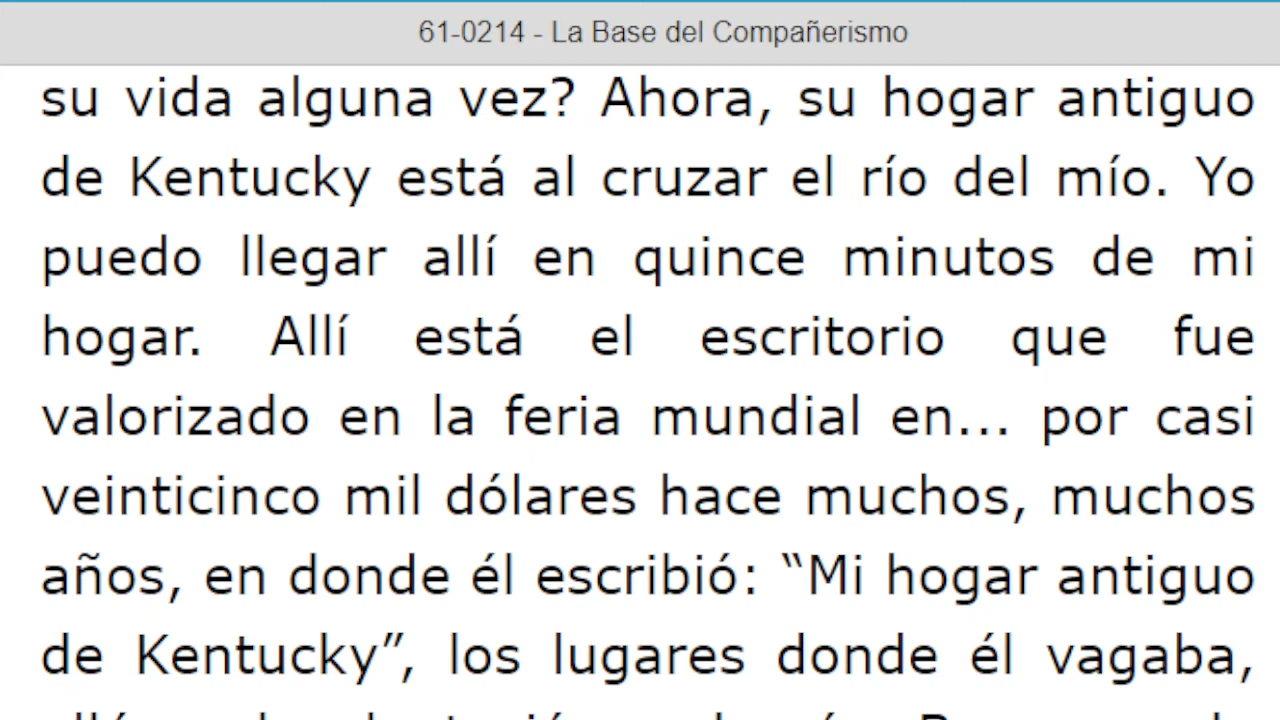 61-0214 - La Base del Compañerismo
su vida alguna vez? Ahora, su hogar antiguo
de Kentucky está al cruzar el río del mío. Yo
puedo llegar allí en quince minutos de mi
hogar. Allí está el escritorio que fue
valorizado en la feria mundial en... por casi
veinticinco mil dólares hace muchos, muchos
años, en donde él escribió: “Mi hogar antiguo
de Kentucky”, los lugares donde él vagaba,